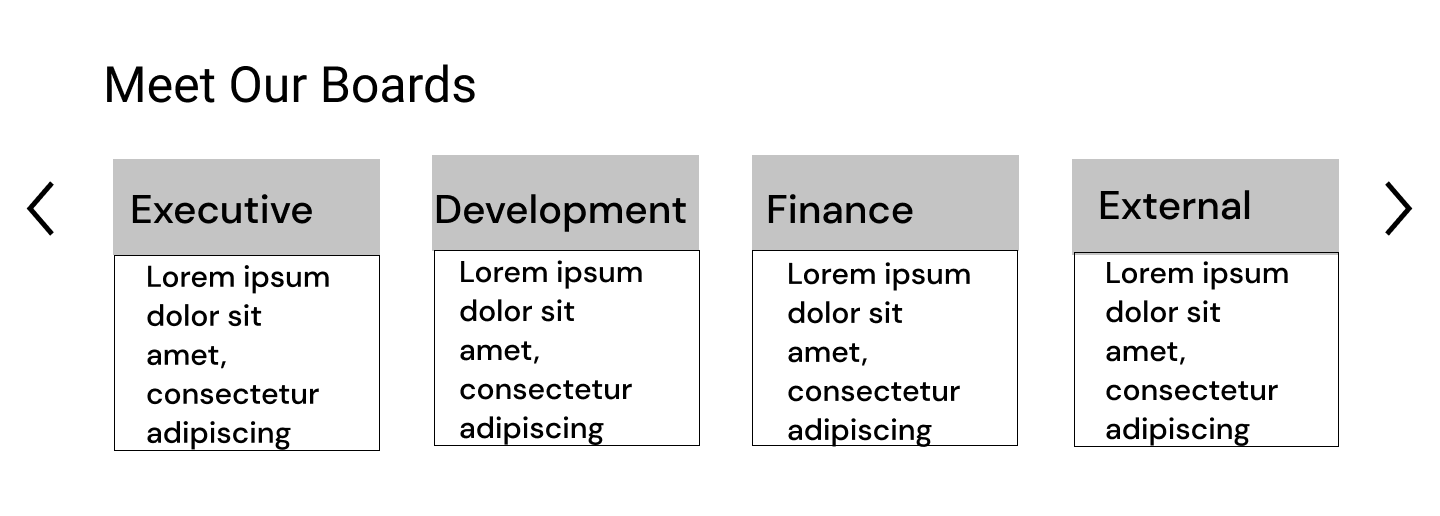 Meet Our Boards
Executive
Lorem ipsum
dolor sit
amet,
consectetur
adipiscing
Development
Lorem ipsum
dolor sit
amet,
consectetur
adipiscing
Finance
Lorem ipsum
dolor sit
amet,
consectetur
adipiscing
External
Lorem ipsum
dolor sit
amet,
consectetur
adipiscing